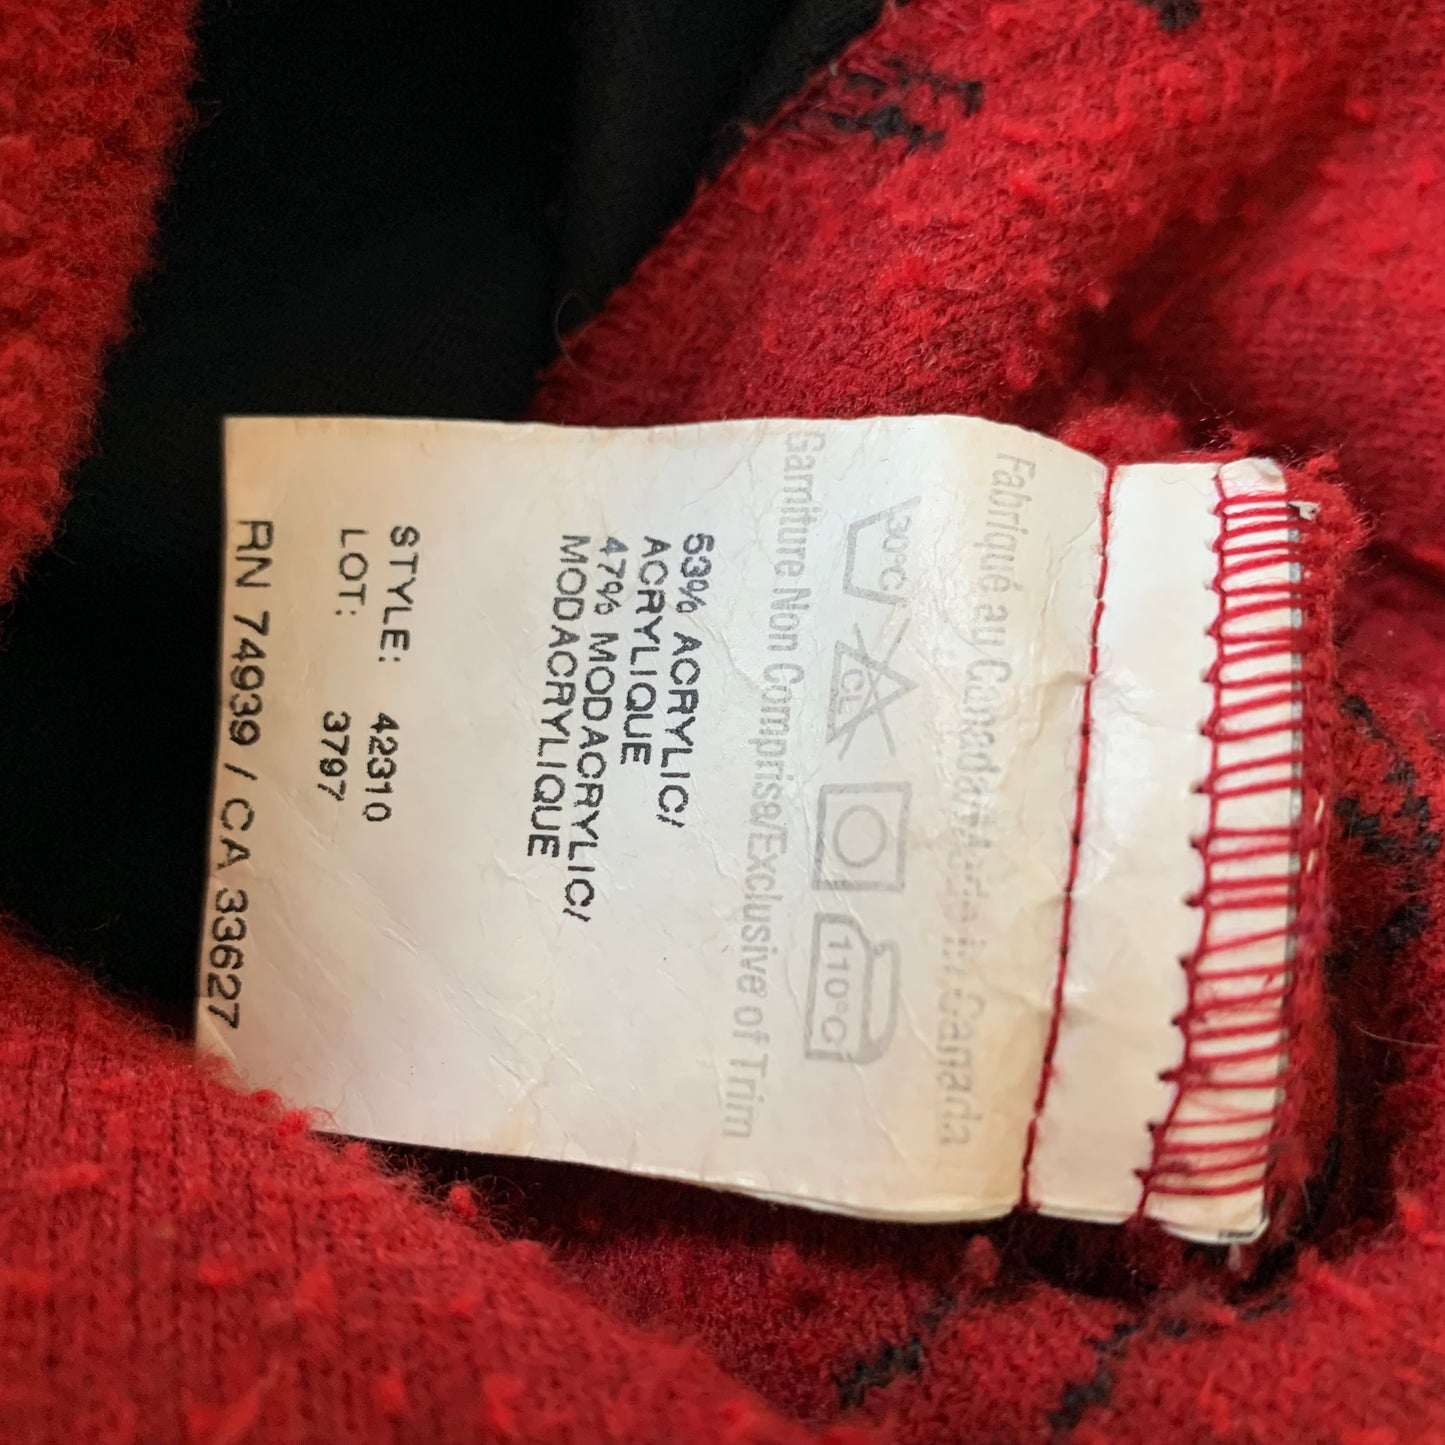 Fabriqué au Canada/Made in Canada
30°C CL 110°C
Garniture Non Comprise/Exclusive of Trim
53% ACRYLIC/
ACRYLIQUE
47% MODACRYLIC/
MODACRYLIQUE
STYLE: 42310
LOT: 3797
RN 74939 / CA 33627